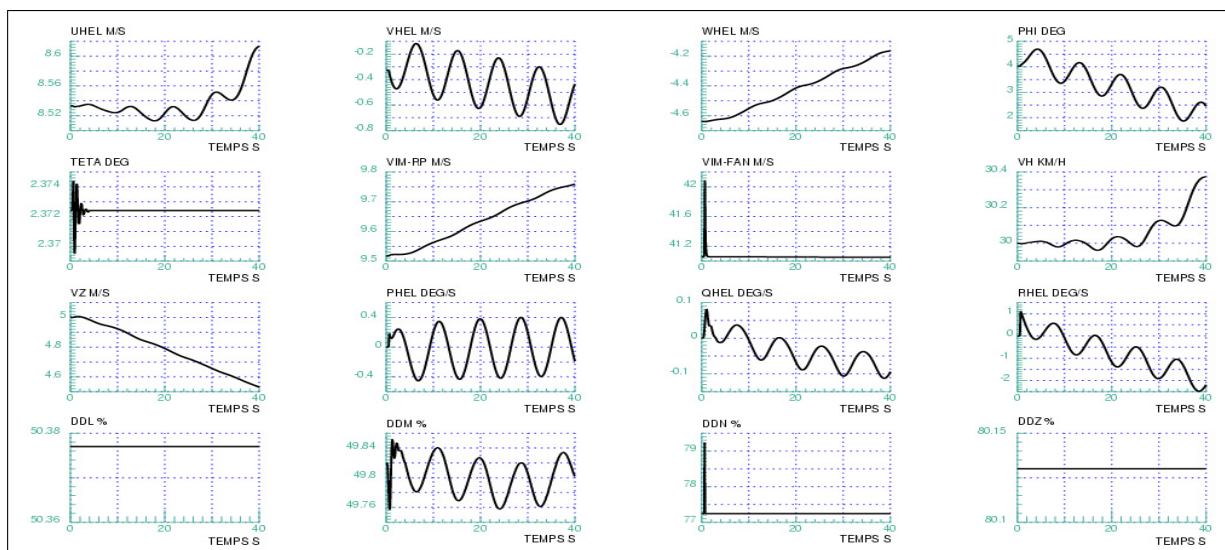 UHEL M/S VHEL M/S WHEL M/S PHI DEG
8.6 -0.2 -4.2 5
8.56 -0.4 -4.4 4
8.52 -0.6 -4.6 3
-0.8 2
0 20 40 0 20 40 0 20 40 0 20 40
TEMPS S TEMPS S TEMPS S TEMPS S
TETA DEG VIM-RP M/S VIM-FAN M/S VH KM/H
2.374 9.8 42 30.4
2.372 9.7 41.6 30.2
2.37 9.6 41.2 30
9.5
0 20 40 0 20 40 0 20 40 0 20 40
TEMPS S TEMPS S TEMPS S TEMPS S
VZ M/S PHEL DEG/S QHEL DEG/S RHEL DEG/S
5 0.4 0.1 1
4.8 0 0 0
4.6 -0.4 -0.1 -1
-2
0 20 40 0 20 40 0 20 40 0 20 40
TEMPS S TEMPS S TEMPS S TEMPS S
DDL % DDM % DDN % DDZ %
50.38 49.84 79 80.15
49.8 78
50.36 49.76 77 80.1
0 20 40 0 20 40 0 20 40 0 20 40
TEMPS S TEMPS S TEMPS S TEMPS S